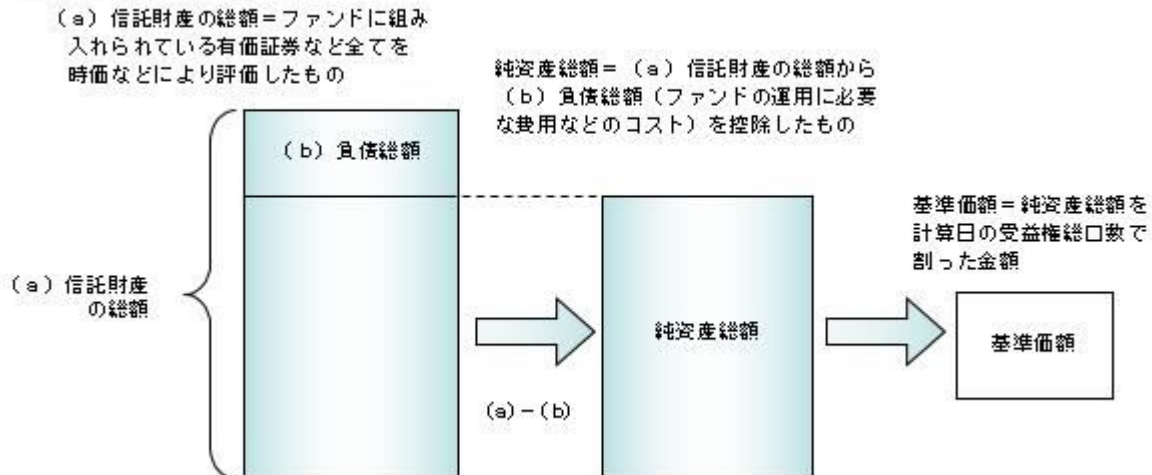 （a）信託財産の総額＝ファンドに組み
入れられている有価証券など全てを
時価などにより評価したもの
純資産総額＝（a）信託財産の総額から
（b）負債総額（ファンドの運用に必要
な費用などのコスト）を控除したもの
（b）負債総額
基準価額＝純資産総額を
計算日の受益権総口数で
割った金額
（a）信託財産
の総額
純資産総額
基準価額
（a）－（b）